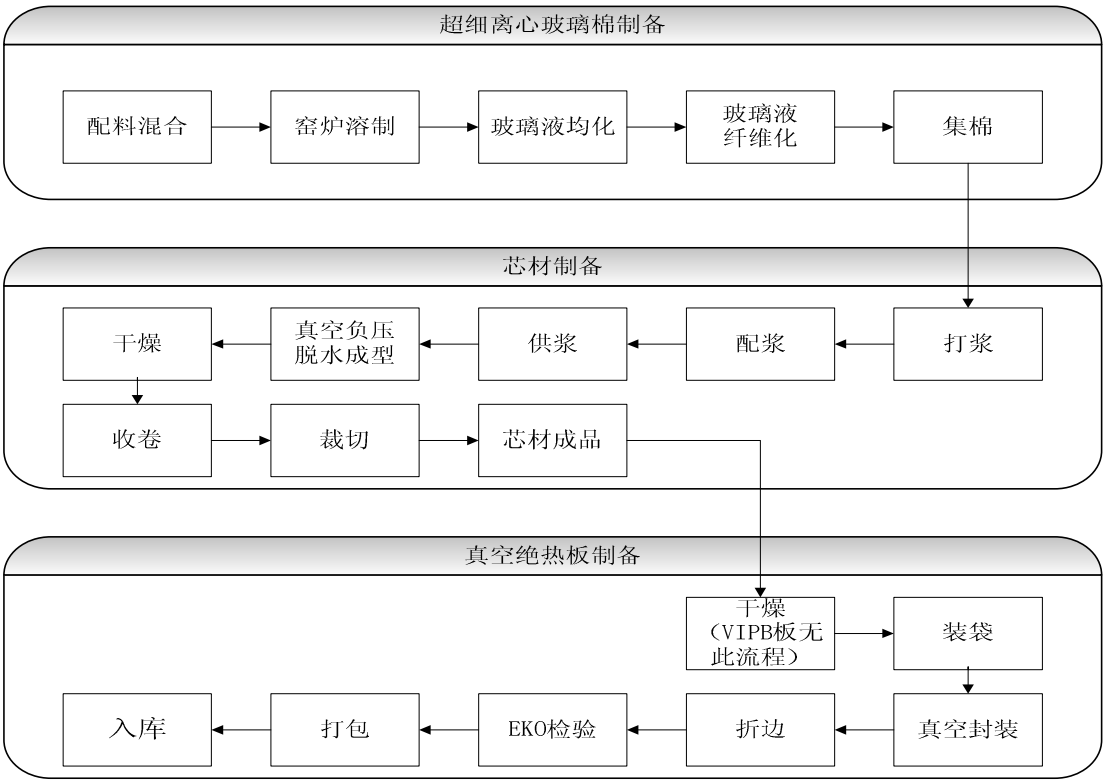 超细离心玻璃棉制备
配料混合
窑炉溶制
玻璃液均化
玻璃液
纤维化
集棉
芯材制备
打浆
配浆
供浆
真空负压
脱水成型
干燥
收卷
裁切
芯材成品
真空绝热板制备
干燥
（VIPB板无
此流程）
装袋
真空封装
折边
EKO检验
打包
入库